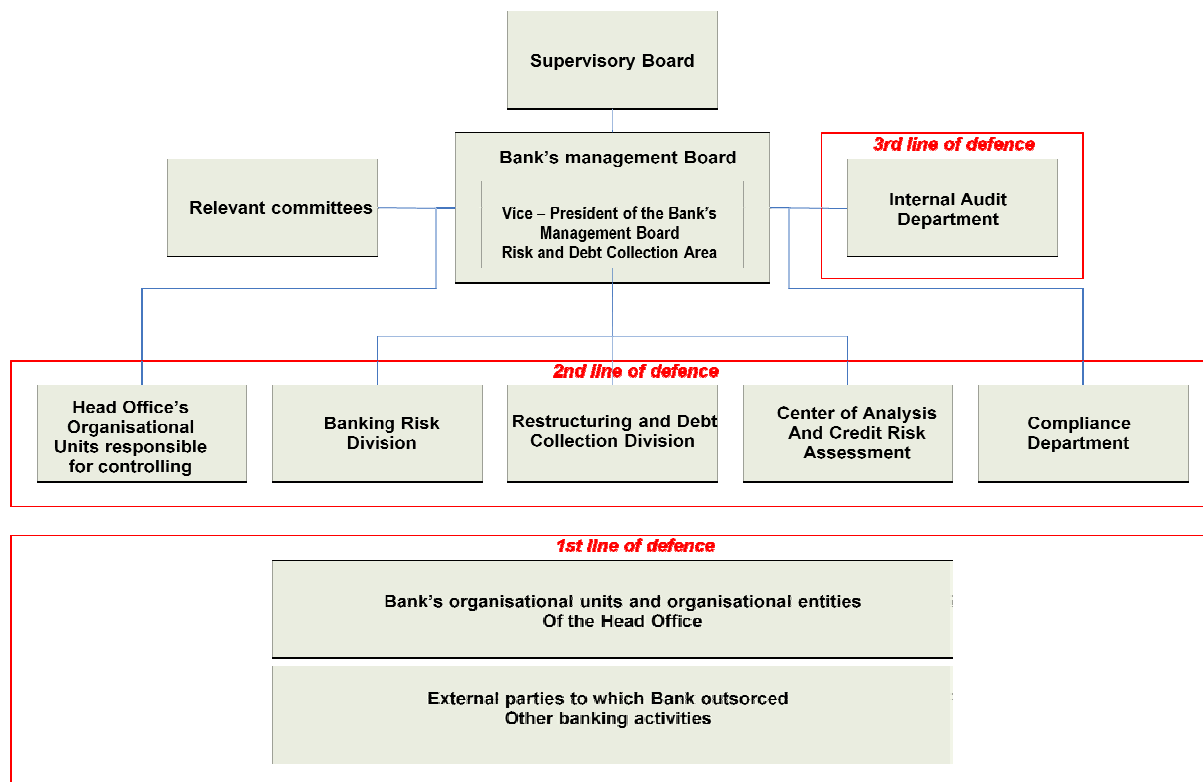 Supervisory Board
Bank's management Board
Vice – President of the Bank's
Management Board
Risk and Debt Collection Area
Relevant committees
3rd line of defence
Internal Audit
Department
2nd line of defence
Head Office's
Organisational
Units responsible
for controlling
Banking Risk
Division
Restructuring and Debt
Collection Division
Center of Analysis
And Credit Risk
Assessment
Compliance
Department
1st line of defence
Bank's organisational units and organisational entities
Of the Head Office
External parties to which Bank outsorced
Other banking activities